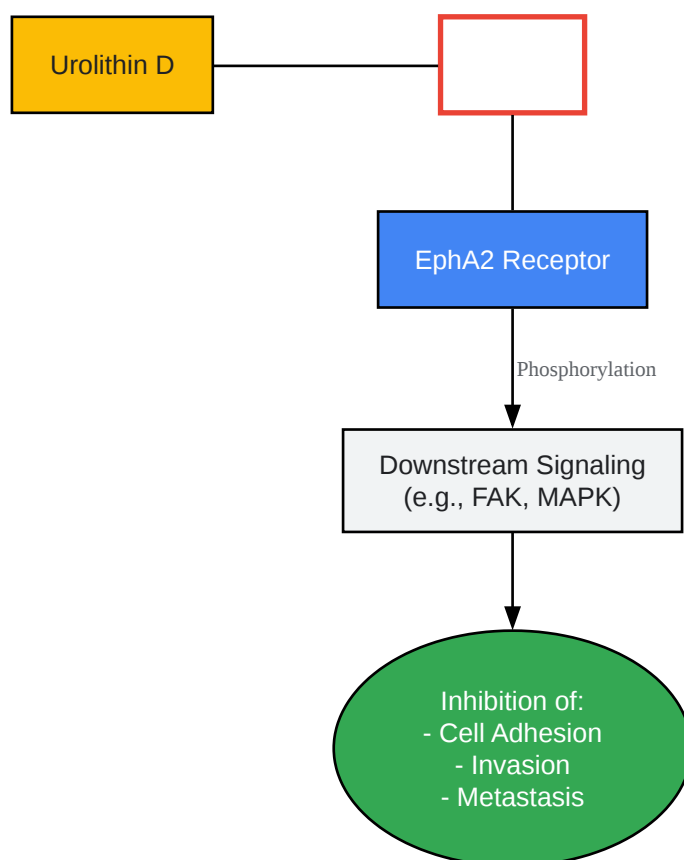 Urolithin D
EphA2 Receptor
Phosphorylation
Downstream Signaling
(e.g., FAK, MAPK)
Inhibition of:
- Cell Adhesion
- Invasion
- Metastasis